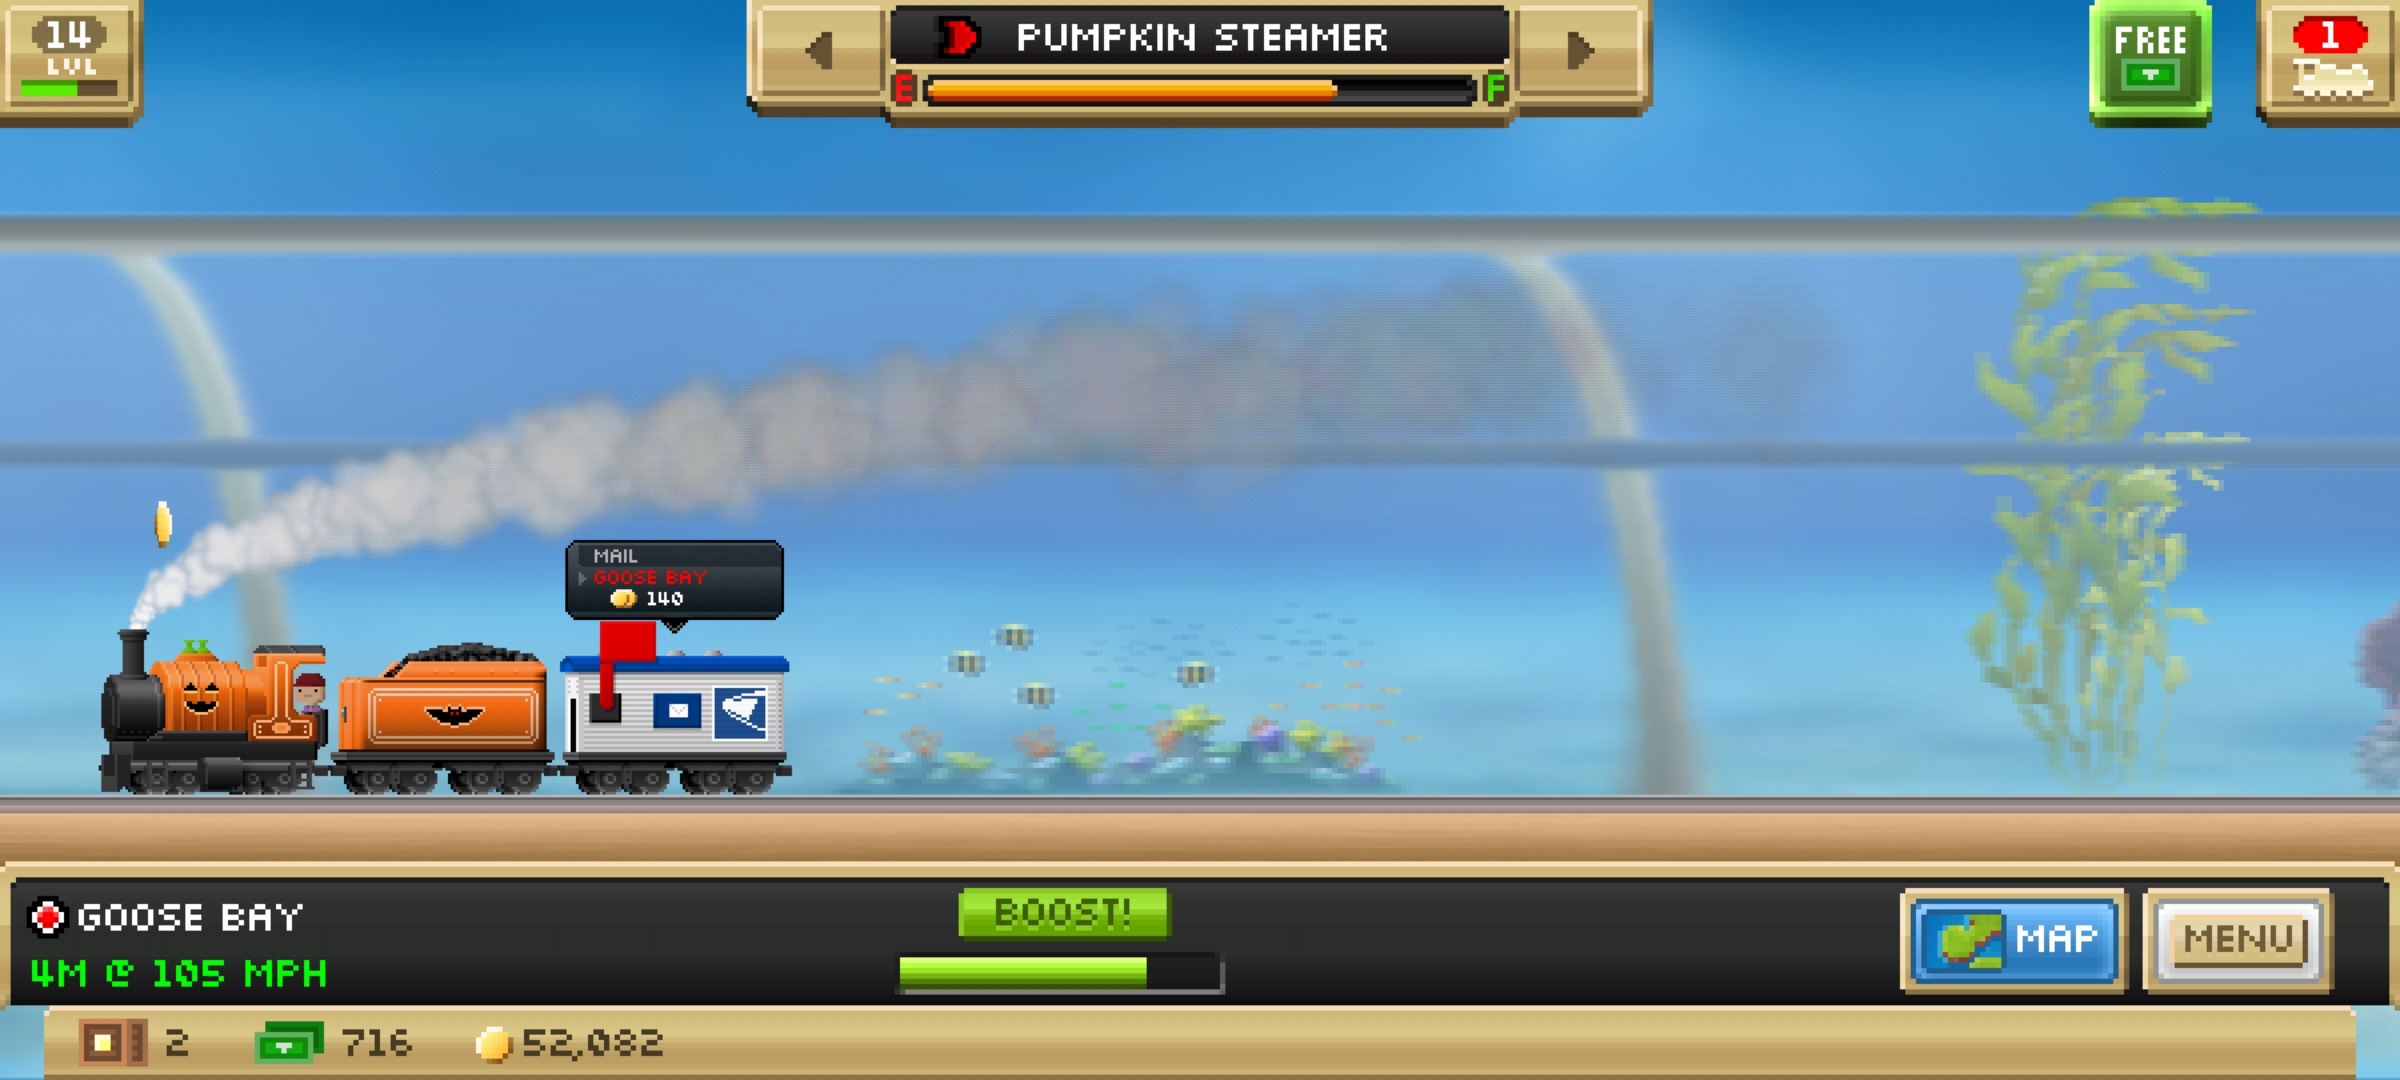 14
LVL
PUMPKIN STEAMER
E F
FREE
1
MAIL
GOOSE BAY
140
GOOSE BAY
4M @ 105 MPH
BOOST!
MAP
MENU
2
716
52,082